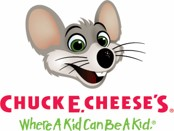 CHUCK E. CHEESE'S®
WHERE A KID CAN BE A KID.®